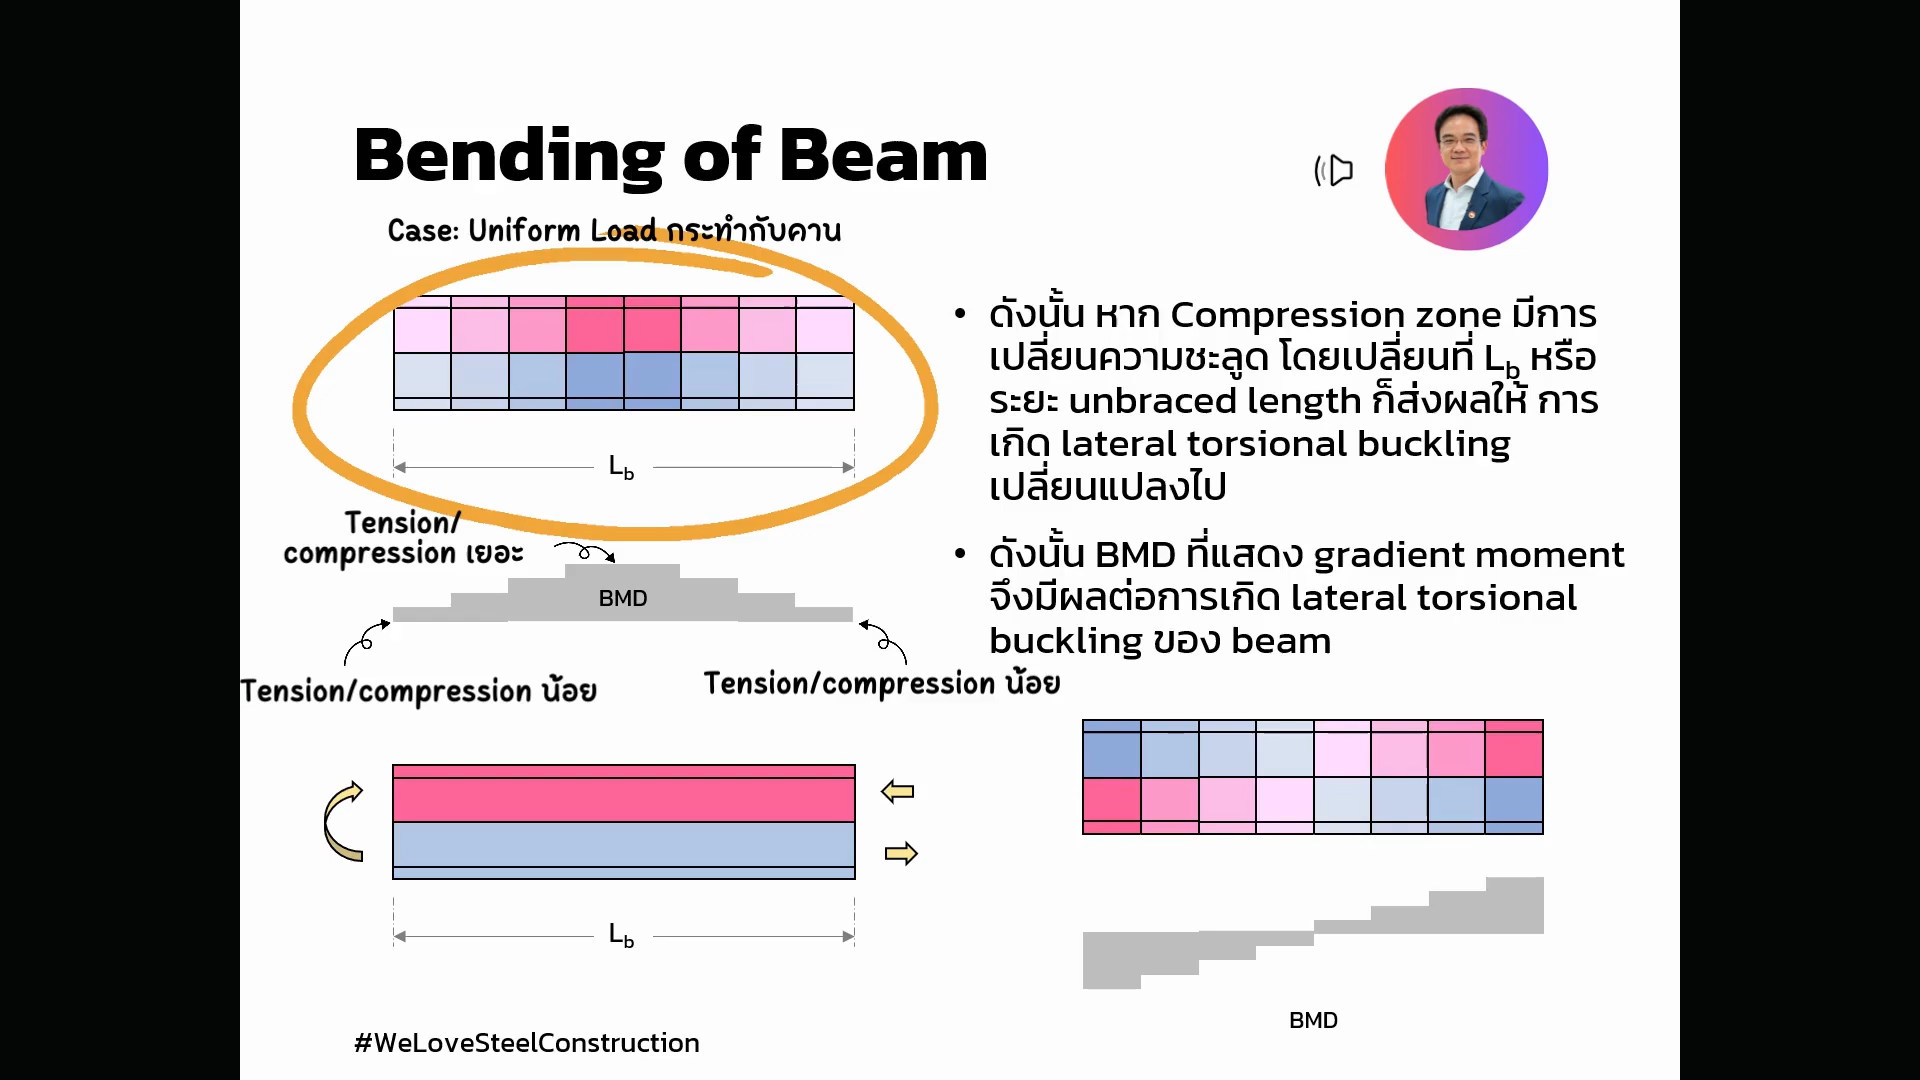 Bending of Beam
Case: Uniform Load กระทำกับคาน
Lb
Tension/
compression เยอะ
BMD
Tension/compression น้อย
Tension/compression น้อย
Lb
• ดังนั้น หาก Compression zone มีการ
เปลี่ยนความชะลูด โดยเปลี่ยนที่ Lb หรือ
ระยะ unbraced length ก็ส่งผลให้ การ
เกิด lateral torsional buckling
เปลี่ยนแปลงไป
• ดังนั้น BMD ที่แสดง gradient moment
จึงมีผลต่อการเกิด lateral torsional
buckling ของ beam
BMD
#WeLoveSteelConstruction